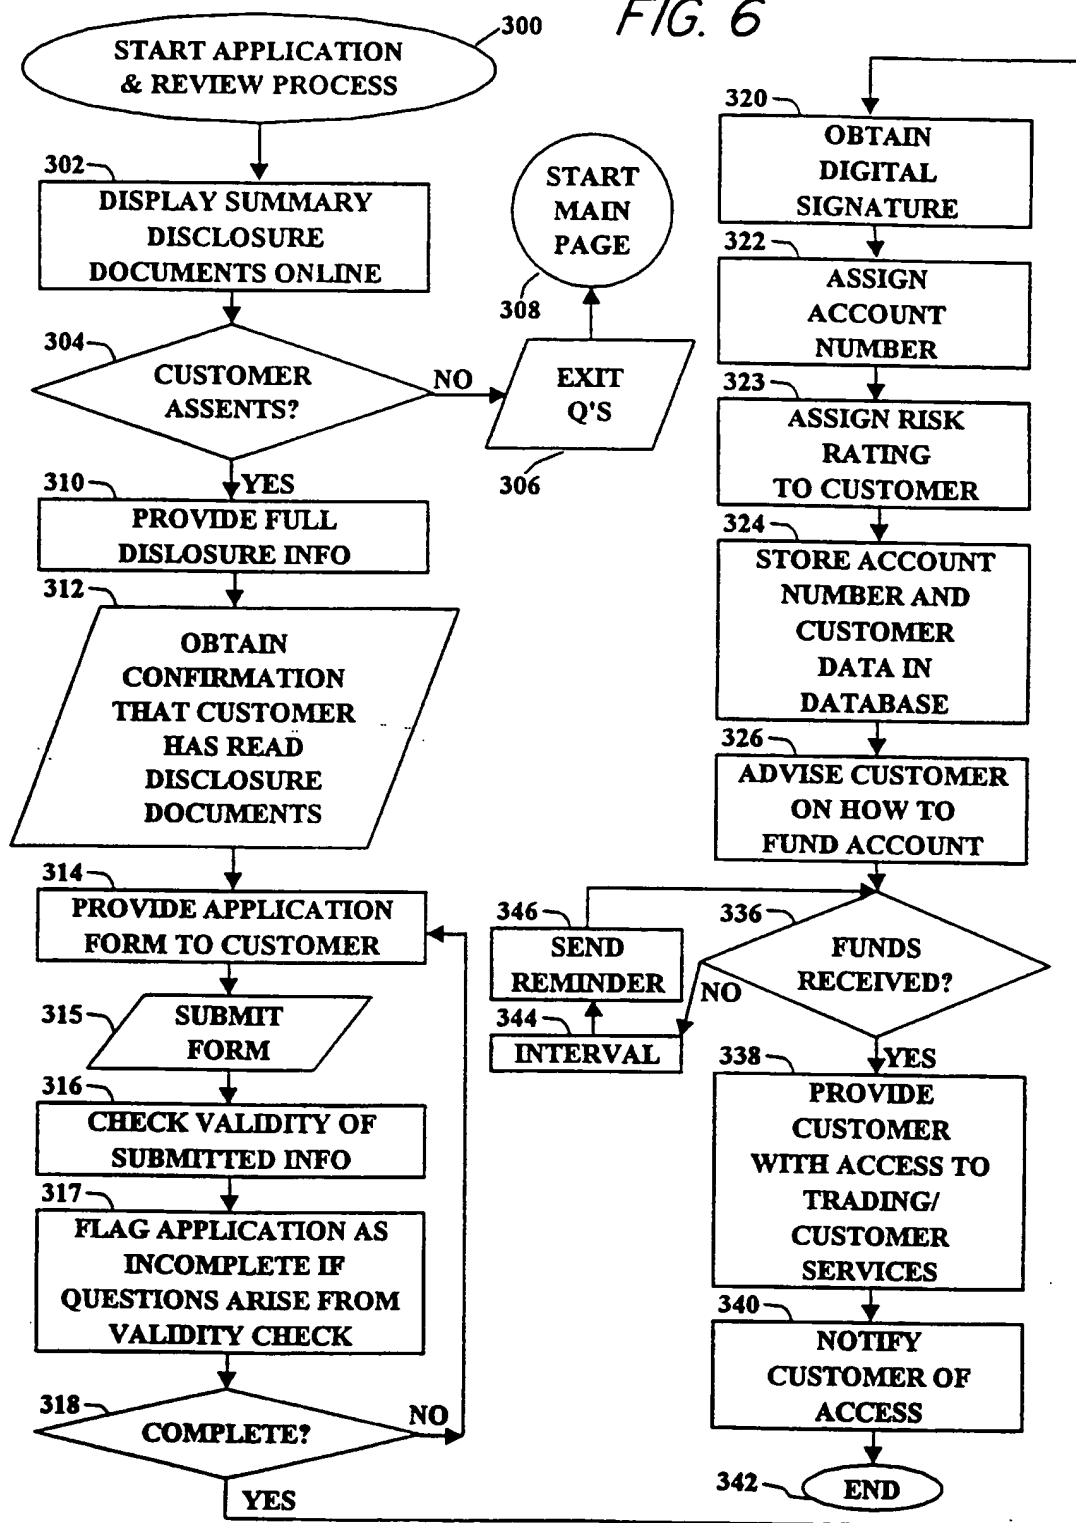 FIG. 6
300
START APPLICATION
& REVIEW PROCESS
302
DISPLAY SUMMARY
DISCLOSURE
DOCUMENTS ONLINE
304
CUSTOMER
ASSENTS?
NO
EXIT
Q'S
306
START
MAIN
PAGE
308
YES
310
PROVIDE FULL
DISLOSURE INFO
312
OBTAIN
CONFIRMATION
THAT CUSTOMER
HAS READ
DISCLOSURE
DOCUMENTS
314
PROVIDE APPLICATION
FORM TO CUSTOMER
315
SUBMIT
FORM
316
CHECK VALIDITY OF
SUBMITTED INFO
317
FLAG APPLICATION AS
INCOMPLETE IF
QUESTIONS ARISE FROM
VALIDITY CHECK
318
COMPLETE?
NO
YES
320
OBTAIN
DIGITAL
SIGNATURE
322
ASSIGN
ACCOUNT
NUMBER
323
ASSIGN RISK
RATING
TO CUSTOMER
324
STORE ACCOUNT
NUMBER AND
CUSTOMER
DATA IN
DATABASE
326
ADVISE CUSTOMER
ON HOW TO
FUND ACCOUNT
336
FUNDS
RECEIVED?
NO
344
INTERVAL
346
SEND
REMINDER
YES
338
PROVIDE
CUSTOMER
WITH ACCESS TO
TRADING/
CUSTOMER
SERVICES
340
NOTIFY
CUSTOMER OF
ACCESS
342
END